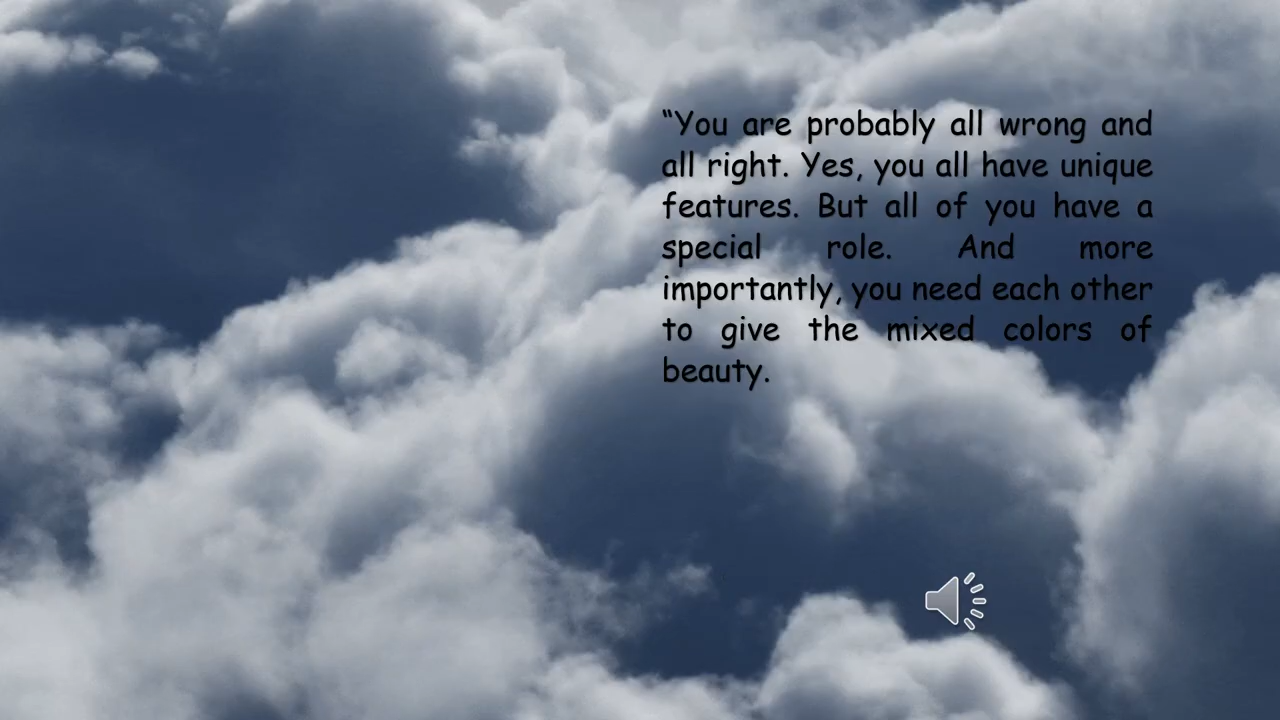 “You are probably all wrong and
all right. Yes, you all have unique
features. But all of you have a
special role. And more
importantly, you need each other
to give the mixed colors of
beauty.